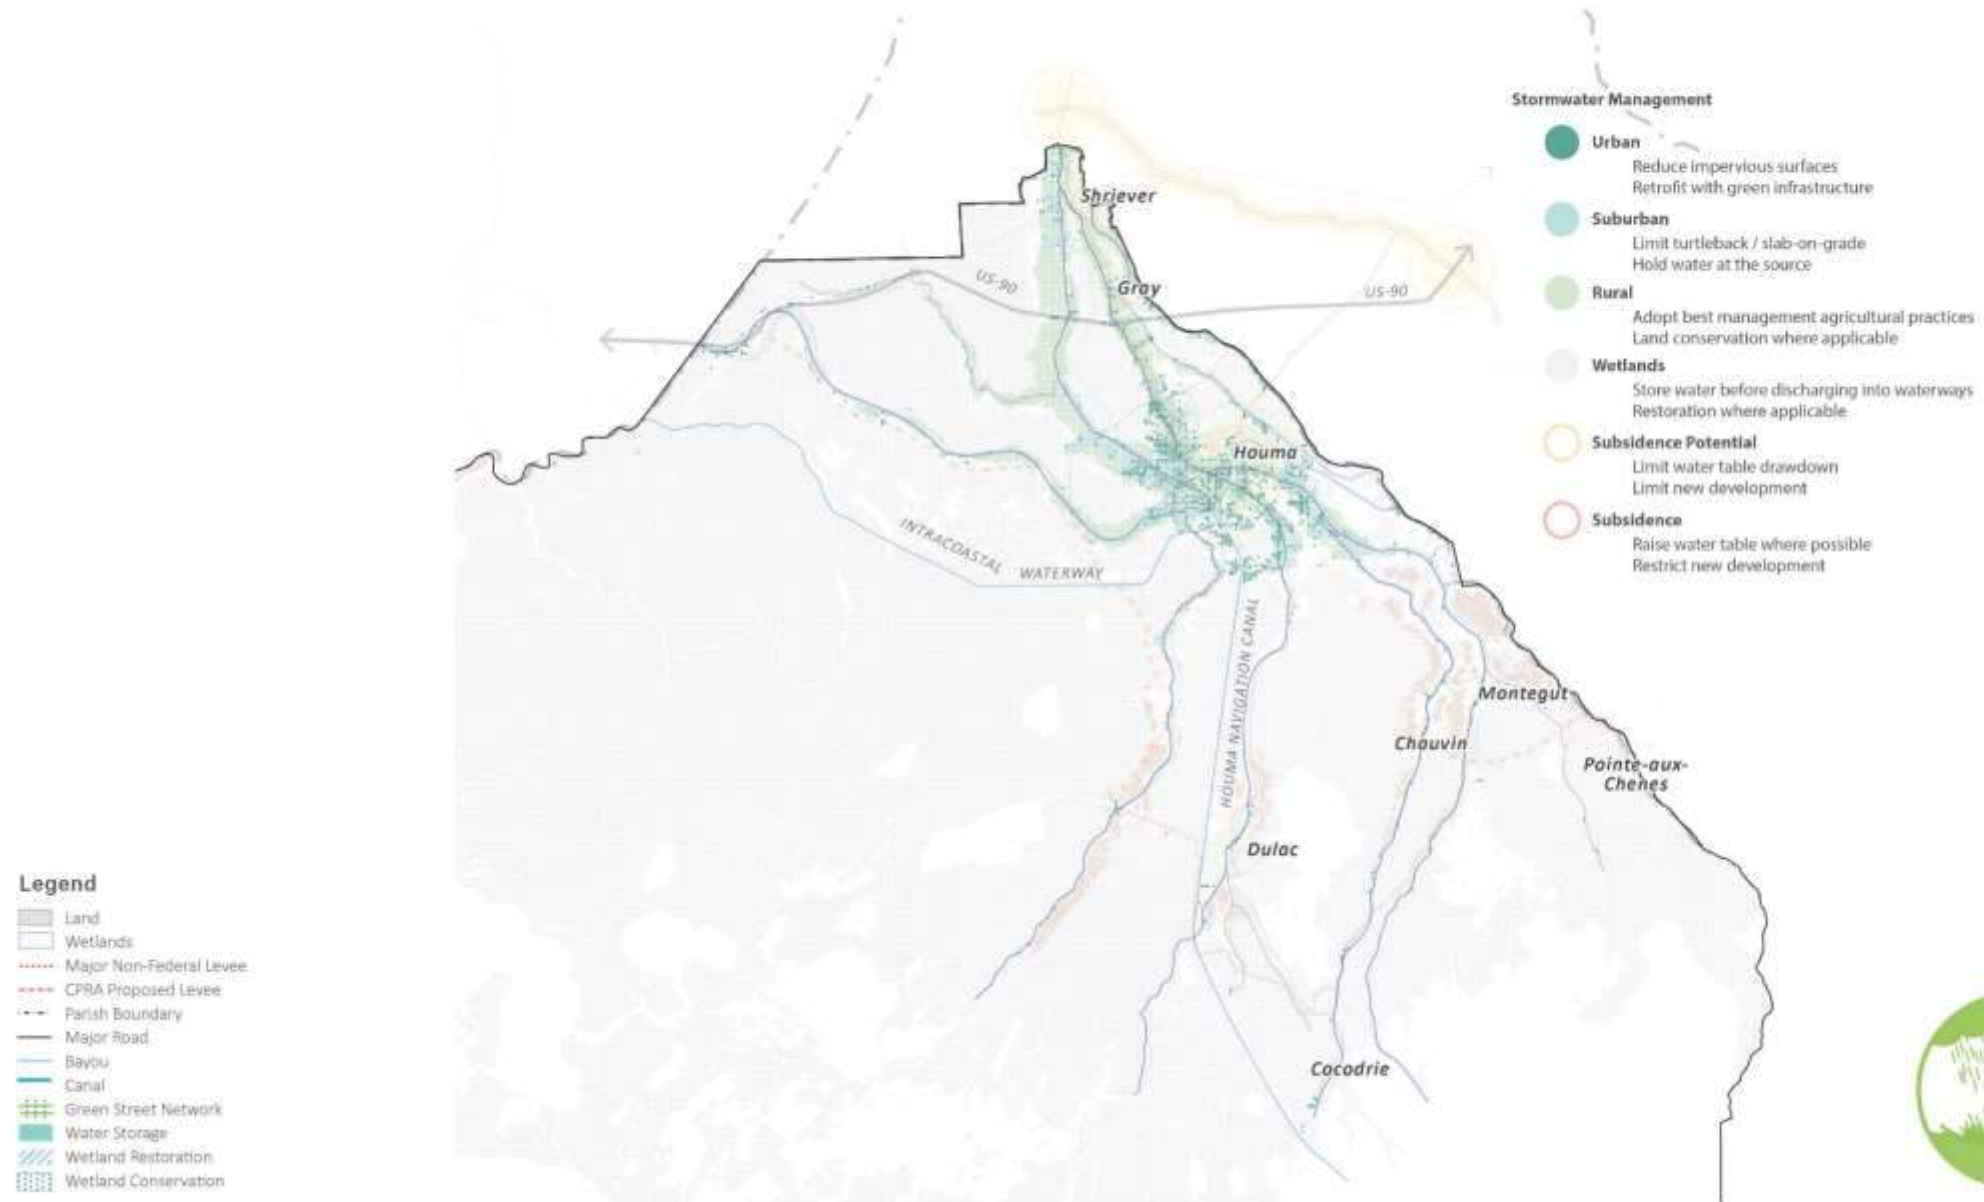 Stormwater Management
Urban
Reduce impervious surfaces
Retrofit with green infrastructure
Suburban
Limit turtleback / slab-on-grade
Hold water at the source
Rural
Adopt best management agricultural practices
Land conservation where applicable
Wetlands
Store water before discharging into waterways
Restoration where applicable
Subsidence Potential
Limit water table drawdown
Limit new development
Subsidence
Raise water table where possible
Restrict new development
Shriever
Gray
US-90
US-90
Houma
INTRACOASTAL WATERWAY
HOUMA NAVIGATION CANAL
Montegut
Chauvin
Pointe-aux-
Chenes
Dulac
Cocodrie
Legend
Land
Wetlands
Major Non-Federal Levee
CPRA Proposed Levee
Parish Boundary
Major Road
Bayou
Canal
Green Street Network
Water Storage
Wetland Restoration
Wetland Conservation